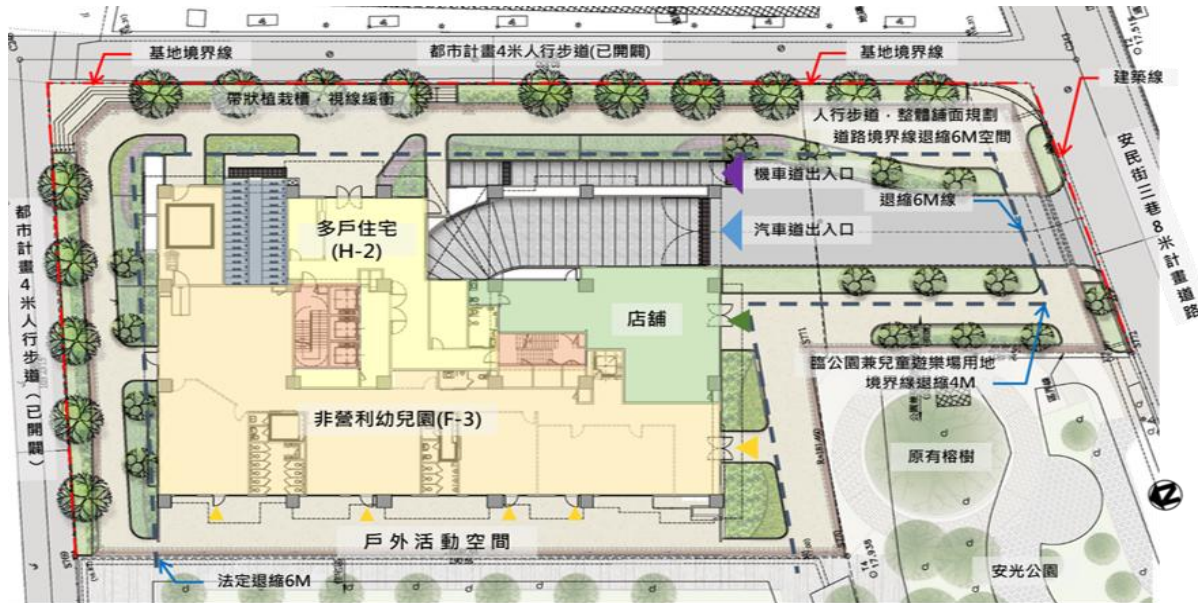 基地境界線
都市計畫4米人行步道(已開闢)
基地境界線
建築線
帶狀植栽槽，視線緩衝
人行步道，整體鋪面規劃
道路境界線退縮6M空間
安民街三巷8米計畫道路
都市計畫4米人行步道(已開闢)
機車道出入口
退縮6M線
多戶住宅
(H-2)
汽車道出入口
店舖
臨公園兼兒童遊樂場用地
境界線退縮4M
非營利幼兒園(F-3)
原有榕樹
戶外活動空間
安光公園
法定退縮6M